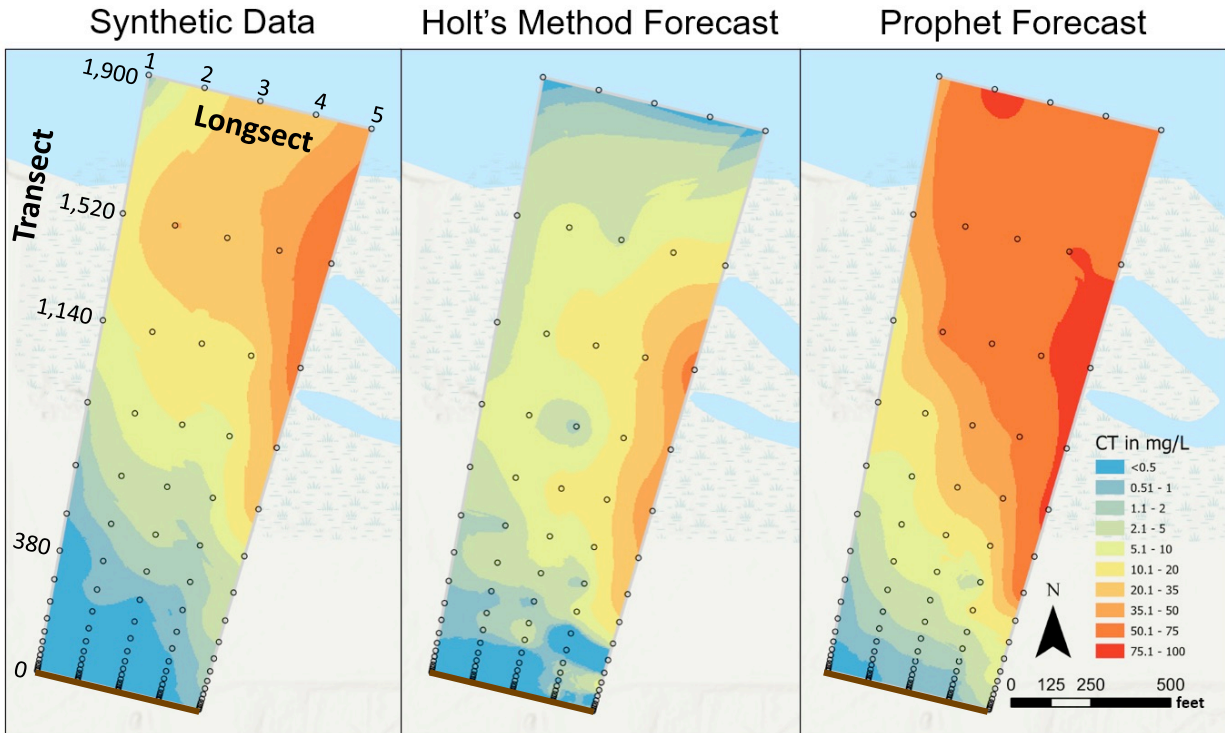 Synthetic Data
Holt's Method Forecast
Prophet Forecast
1
2
3
4
5
Longsect
Transect
1,900
1,520
1,140
380
0
CT in mg/L
<0.5
0.51 - 1
1.1 - 2
2.1 - 5
5.1 - 10
10.1 - 20
20.1 - 35
35.1 - 50
50.1 - 75
75.1 - 100
N
0 125 250 500
feet